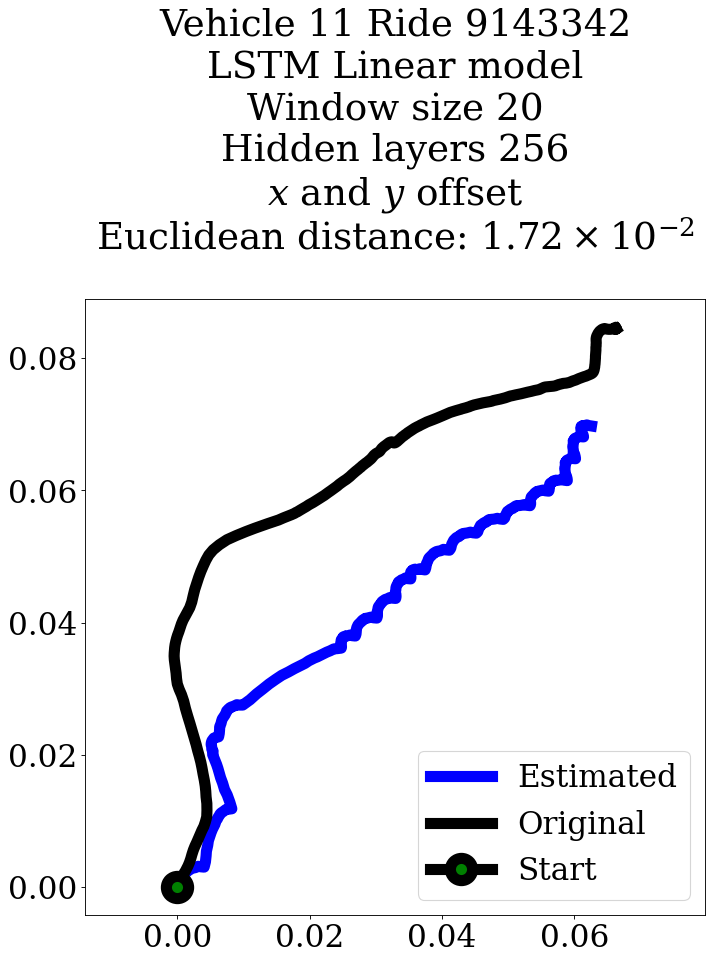 Vehicle 11 Ride 9143342
LSTM Linear model
Window size 20
Hidden layers 256
x and y offset
Euclidean distance: 1.72 × 10⁻²
0.08
0.06
0.04
0.02
0.00
Estimated
Original
Start
0.00 0.02 0.04 0.06